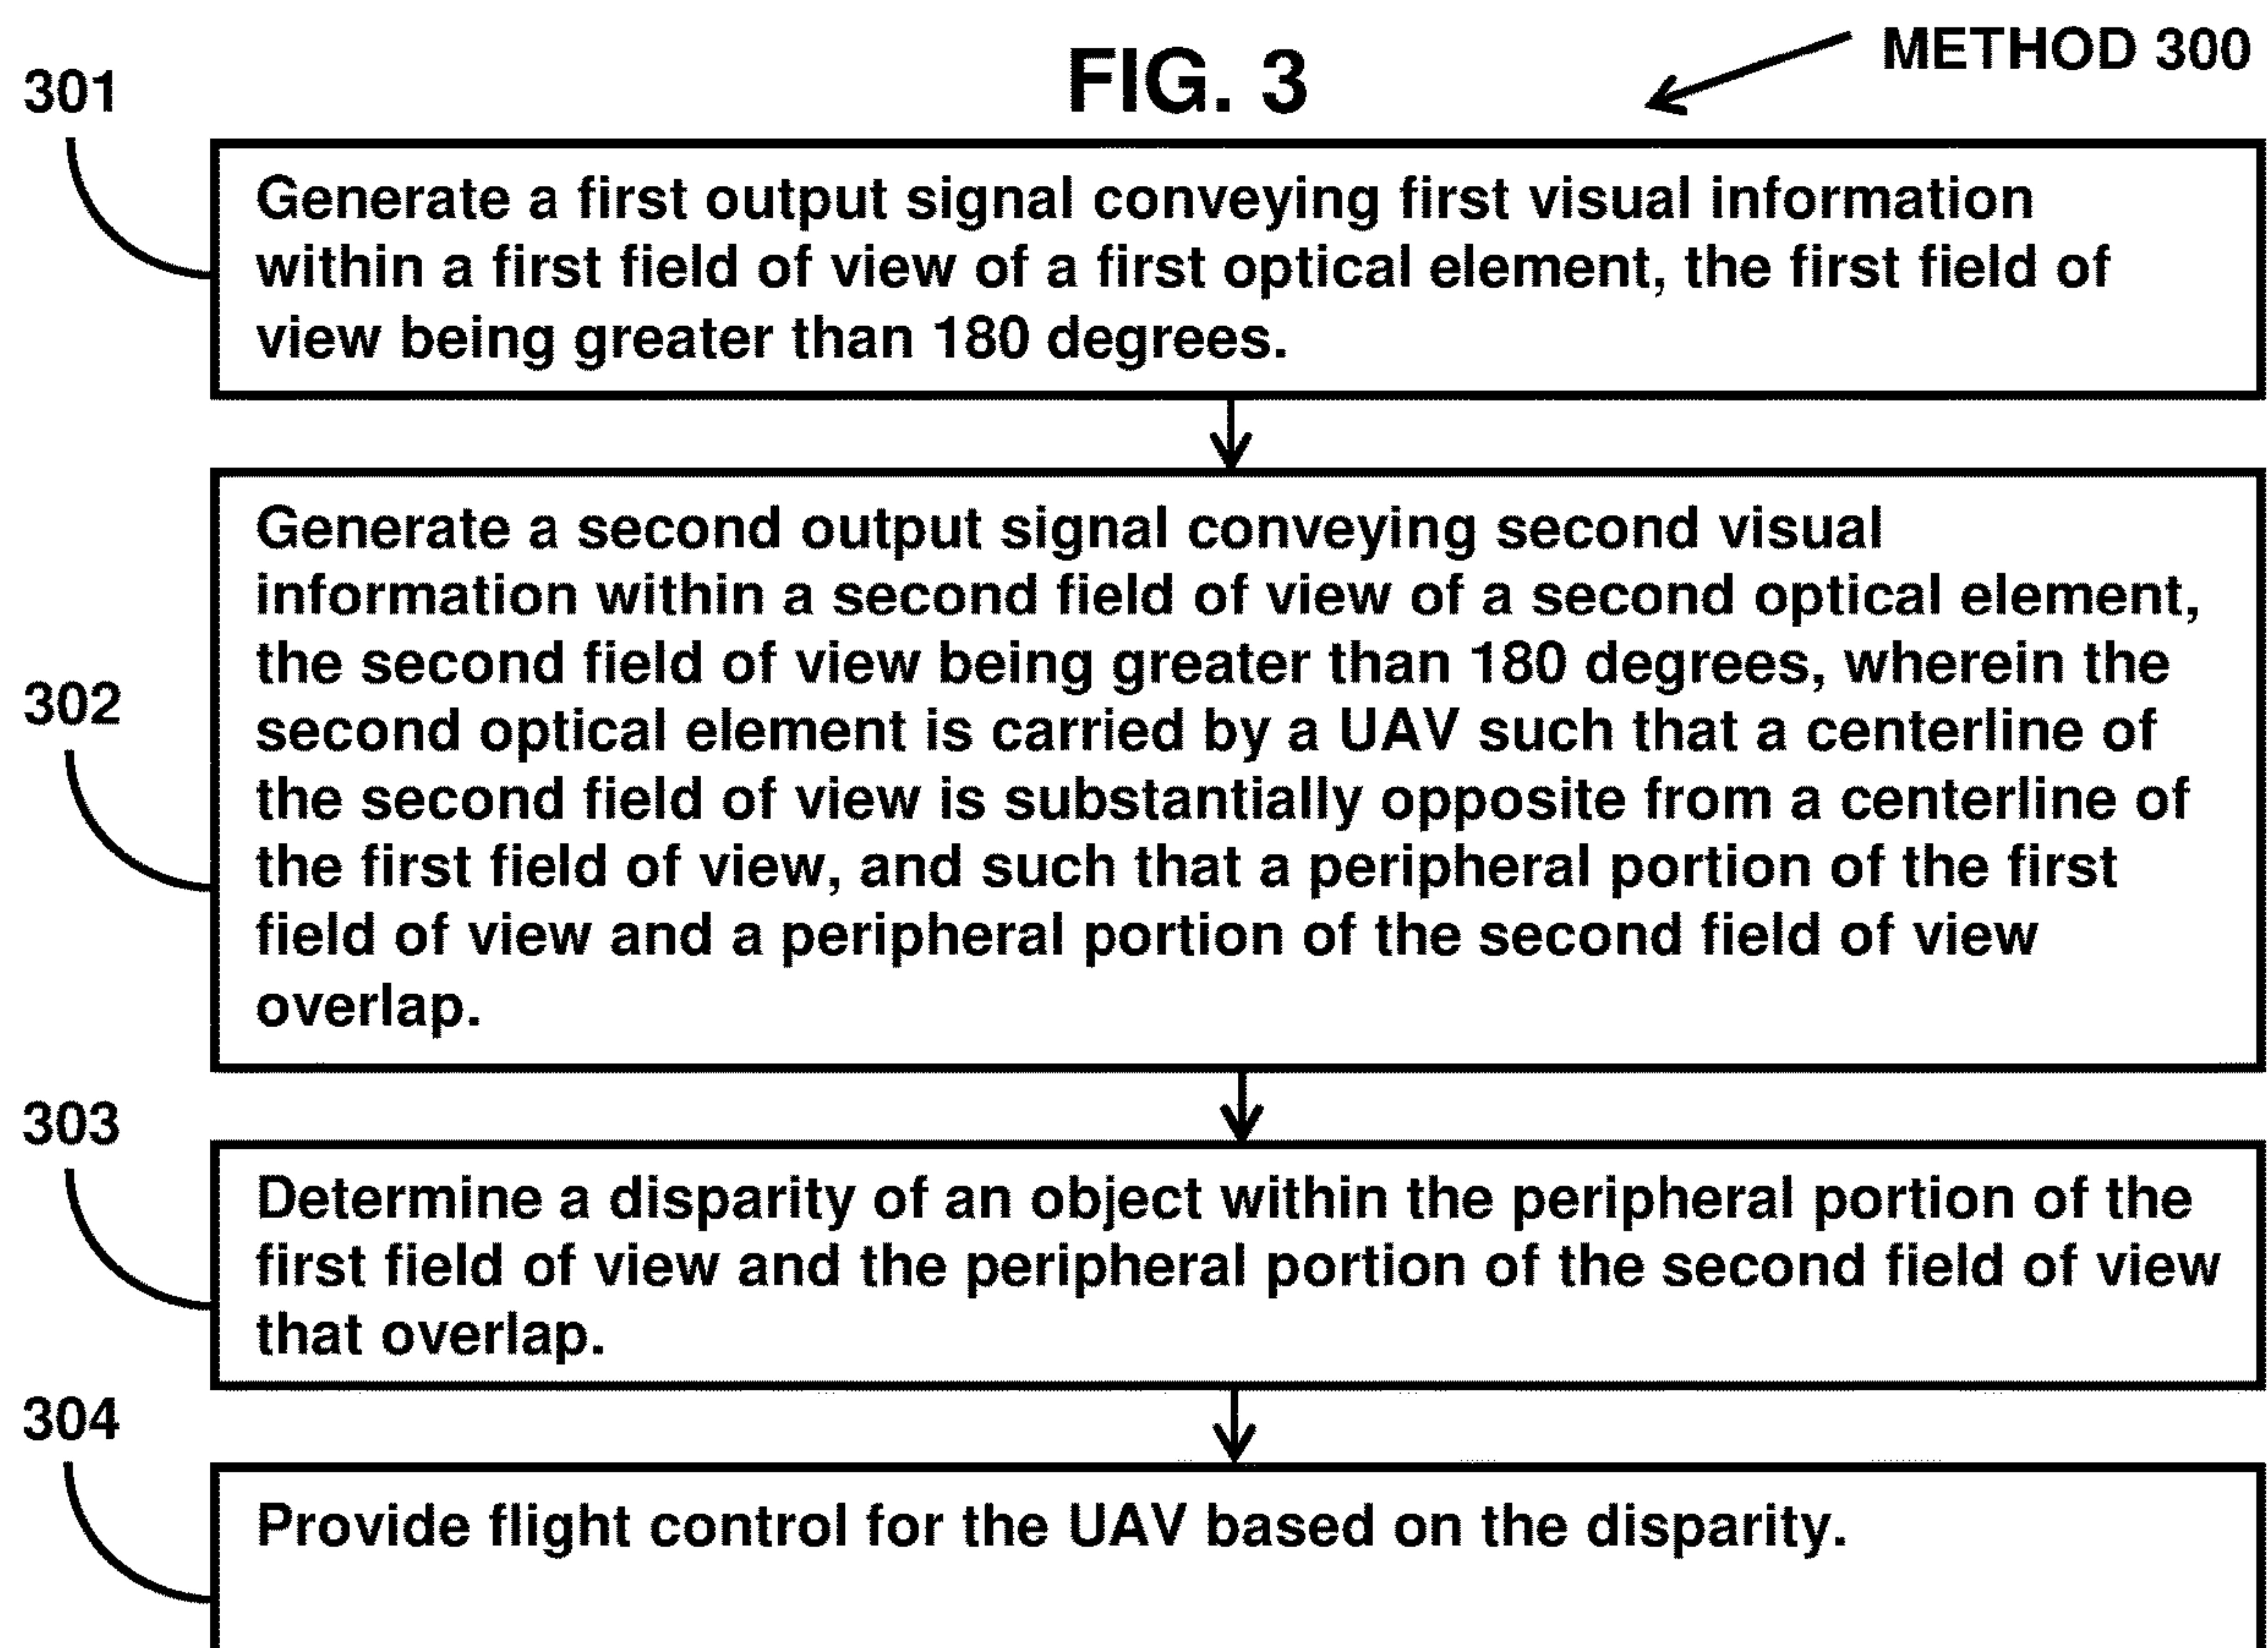 FIG. 3
METHOD 300
301
Generate a first output signal conveying first visual information
within a first field of view of a first optical element, the first field of
view being greater than 180 degrees.
302
Generate a second output signal conveying second visual
information within a second field of view of a second optical element,
the second field of view being greater than 180 degrees, wherein the
second optical element is carried by a UAV such that a centerline of
the second field of view is substantially opposite from a centerline of
the first field of view, and such that a peripheral portion of the first
field of view and a peripheral portion of the second field of view
overlap.
303
Determine a disparity of an object within the peripheral portion of the
first field of view and the peripheral portion of the second field of view
that overlap.
304
Provide flight control for the UAV based on the disparity.